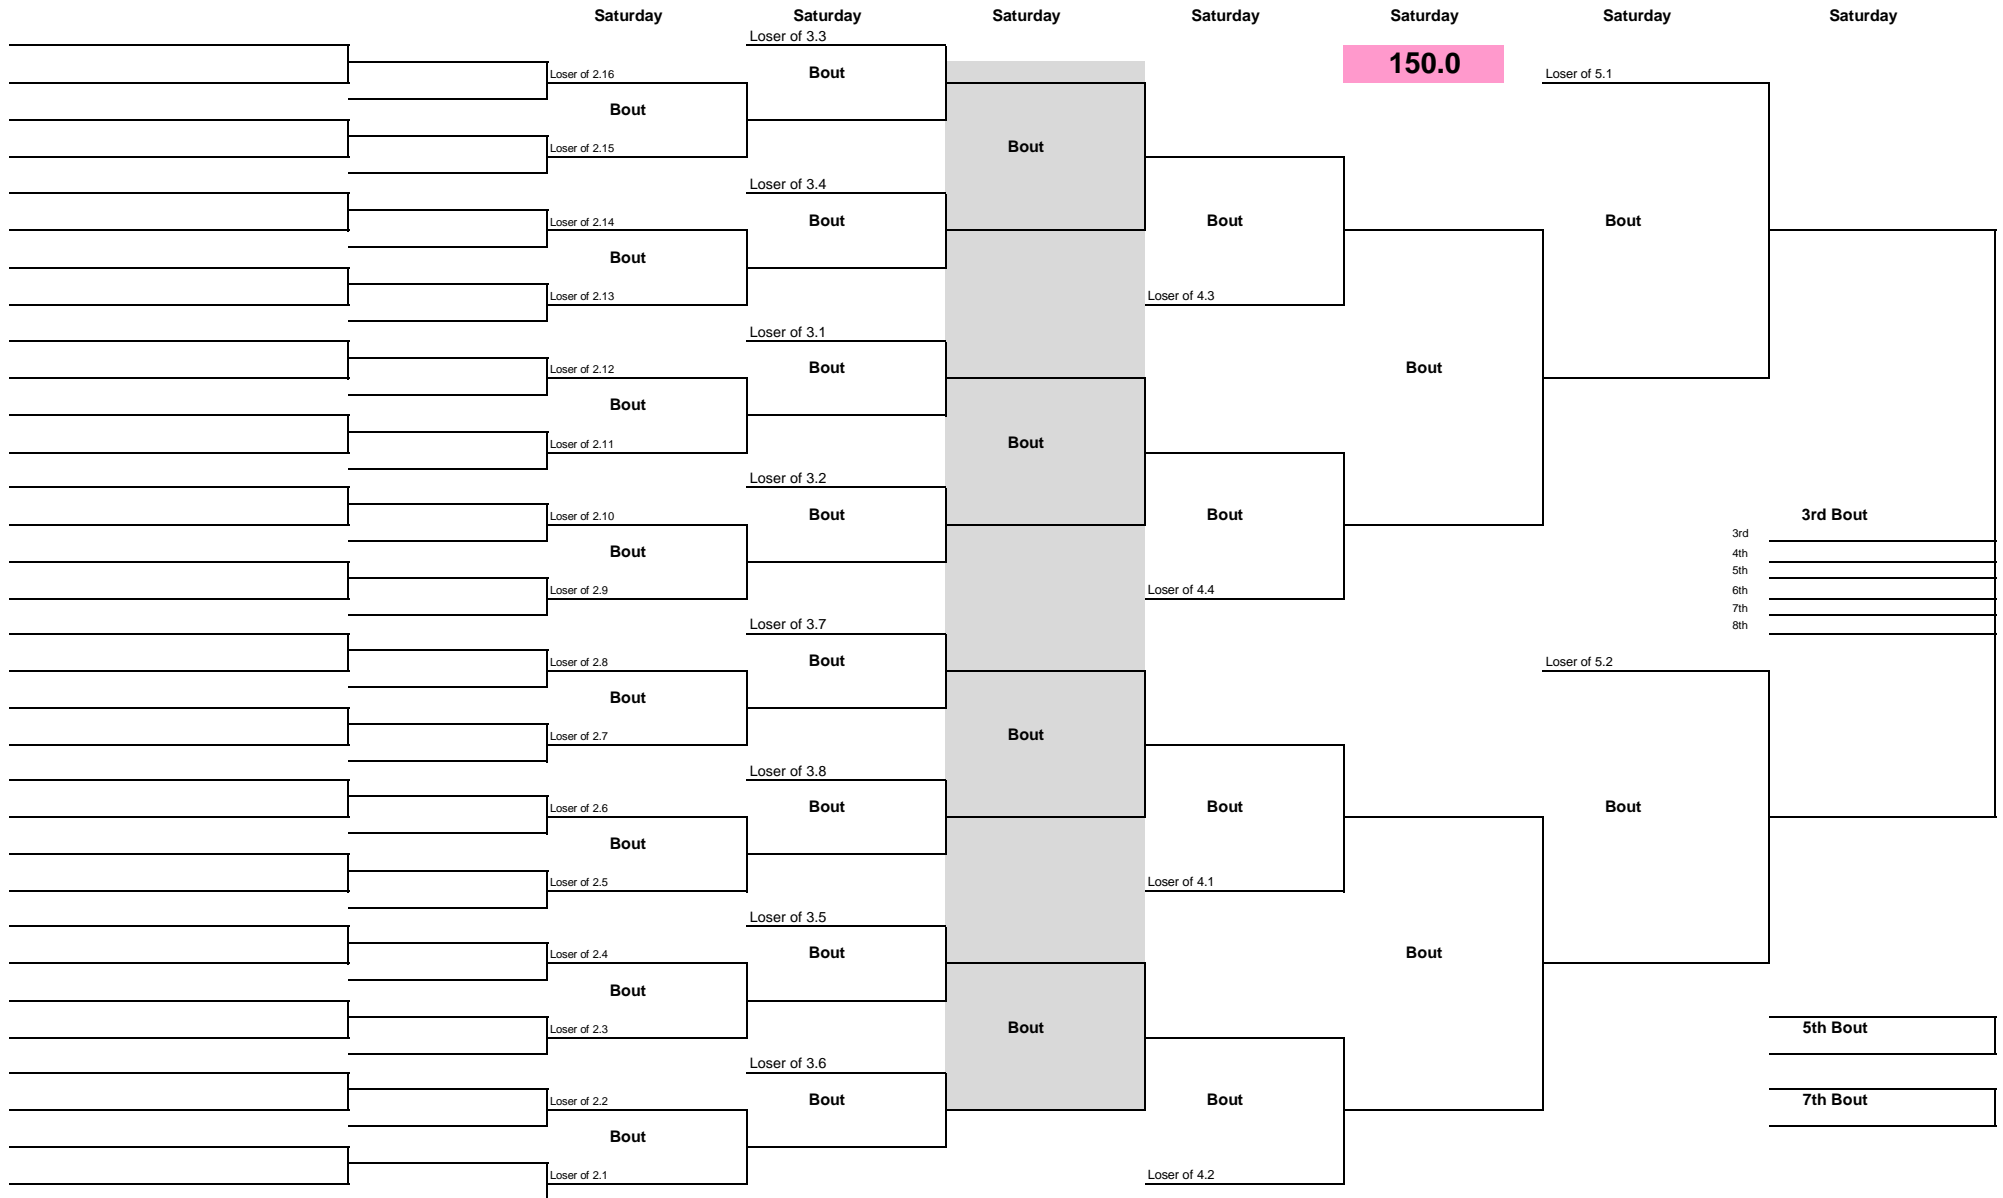 Saturday Saturday Saturday Saturday Saturday Saturday Saturday
Loser of 3.3
150.0
Loser of 2.16 Bout Loser of 5.1
Bout
Loser of 2.15 Bout
Loser of 3.4
Loser of 2.14 Bout Bout Bout
Bout
Loser of 2.13 Loser of 4.3
Loser of 3.1
Loser of 2.12 Bout Bout
Bout
Loser of 2.11 Bout
Loser of 3.2
Loser of 2.10 Bout Bout 3rd Bout
3rd
Bout 4th
5th
Loser of 2.9 Loser of 4.4 6th
7th
Loser of 3.7 8th
Loser of 2.8 Bout Loser of 5.2
Bout
Loser of 2.7 Bout
Loser of 3.8
Loser of 2.6 Bout Bout Bout
Bout
Loser of 2.5 Loser of 4.1
Loser of 3.5
Loser of 2.4 Bout Bout
Bout
Loser of 2.3 Bout 5th Bout
Loser of 3.6
Loser of 2.2 Bout Bout 7th Bout
Bout
Loser of 2.1 Loser of 4.2